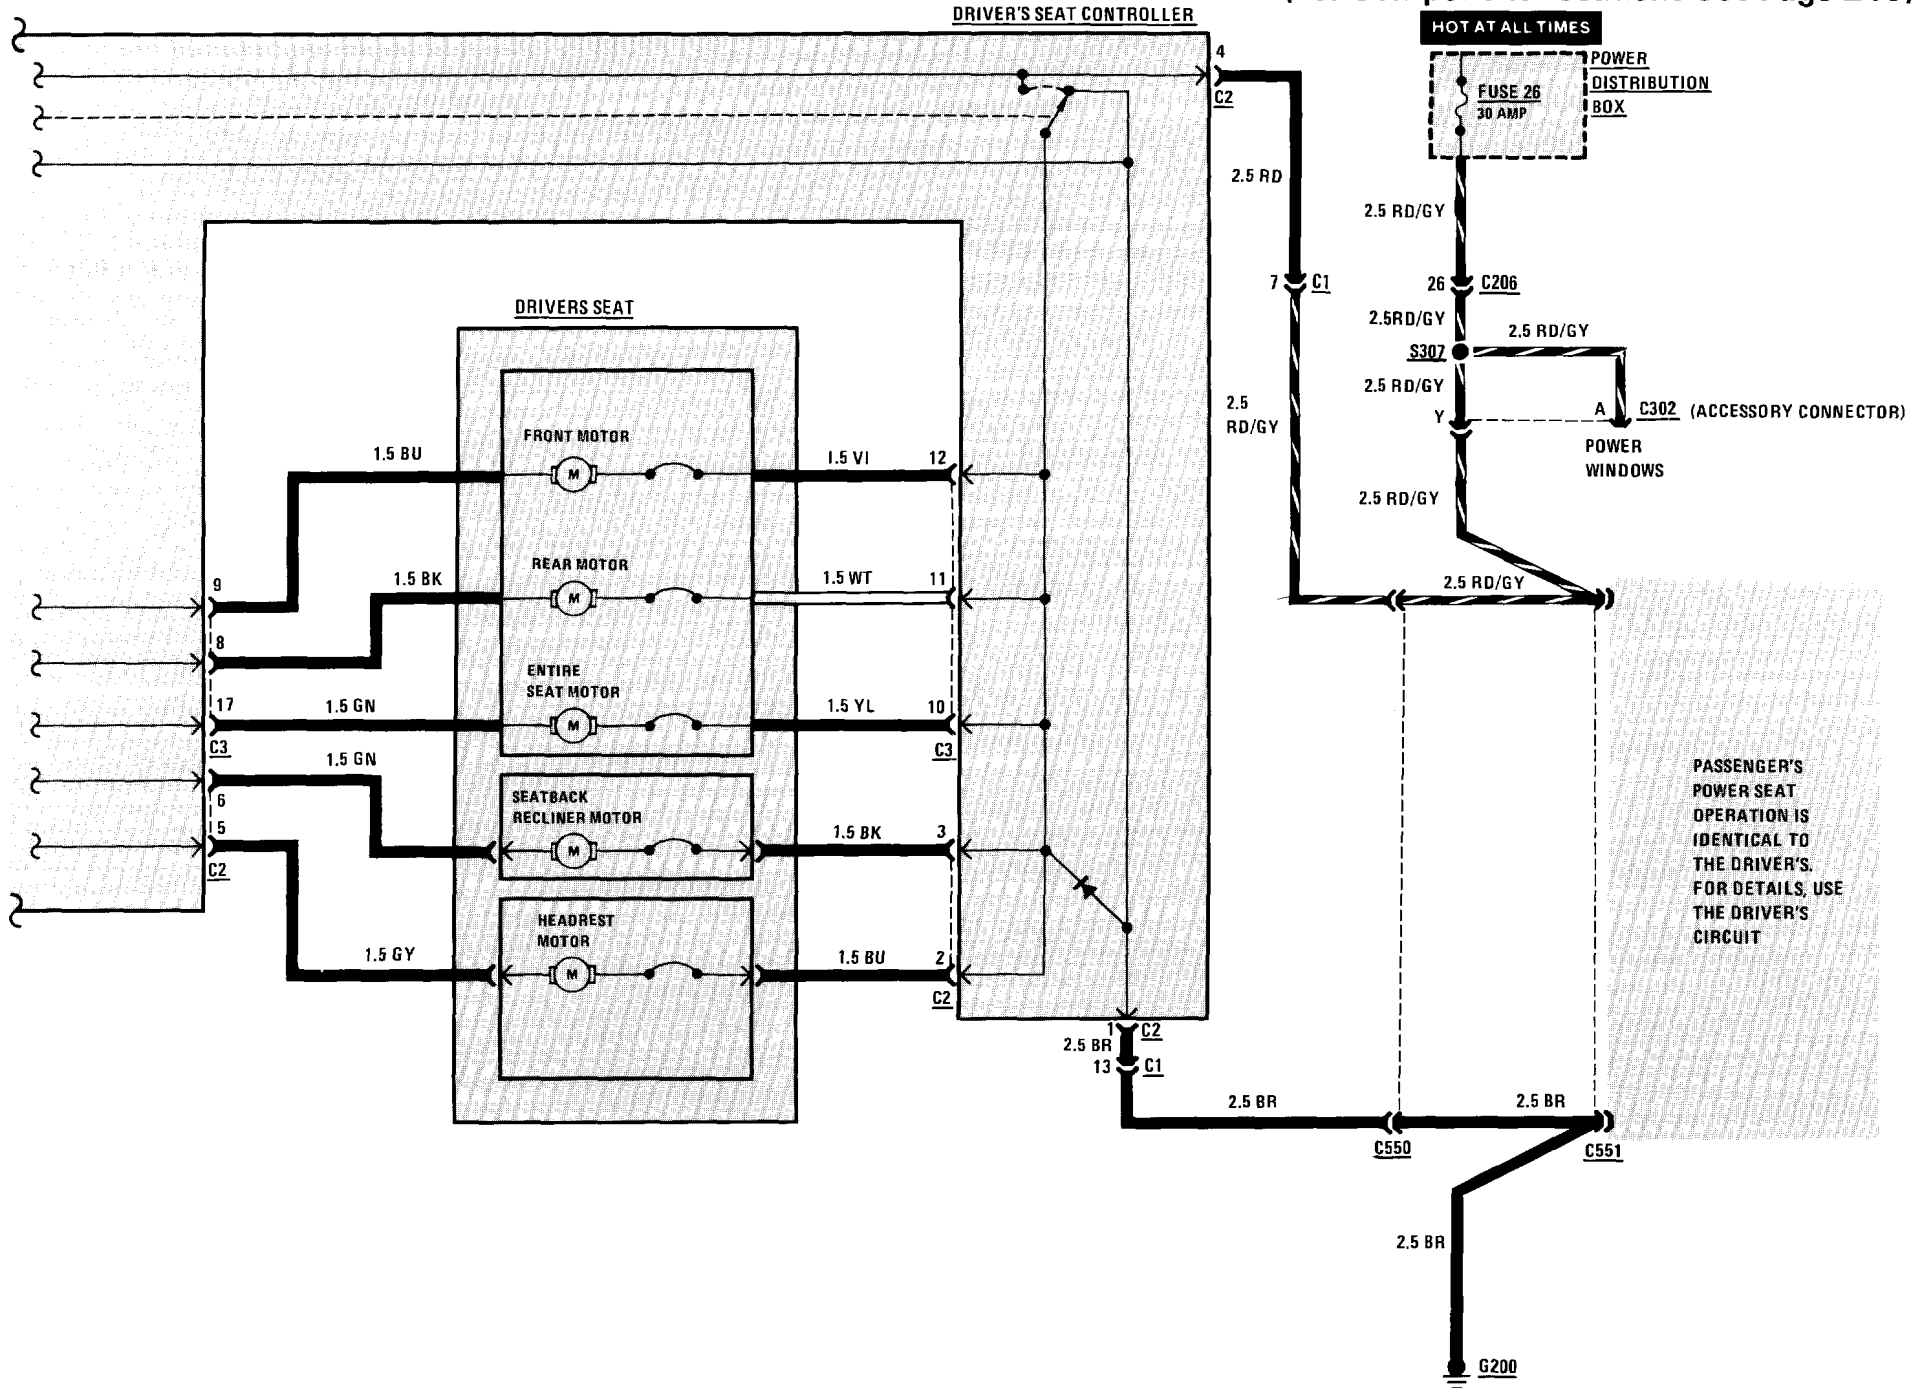 DRIVER'S SEAT CONTROLLER
HOT AT ALL TIMES
POWER
DISTRIBUTION
BOX
FUSE 26
30 AMP
4
C2
2.5 RD
2.5 RD/GY
7 C1
26 C206
2.5RD/GY
2.5 RD/GY
S307
2.5 RD/GY
Y
A C302 (ACCESSORY CONNECTOR)
POWER
WINDOWS
2.5
RD/GY
2.5 RD/GY
2.5 RD/GY
DRIVERS SEAT
FRONT MOTOR
M
1.5 BU
1.5 VI
12
REAR MOTOR
M
1.5 BK
1.5 WT
11
9
8
ENTIRE
SEAT MOTOR
M
17
1.5 GN
1.5 YL
10
C3
C3
1.5 GN
6
SEATBACK
RECLINER MOTOR
M
1.5 BK
3
5
C2
HEADREST
MOTOR
M
1.5 GY
1.5 BU
2
C2
1 C2
2.5 BR
13 C1
2.5 BR
2.5 BR
C550
C551
2.5 BR
G200
PASSENGER'S
POWER SEAT
OPERATION IS
IDENTICAL TO
THE DRIVER'S.
FOR DETAILS, USE
THE DRIVER'S
CIRCUIT